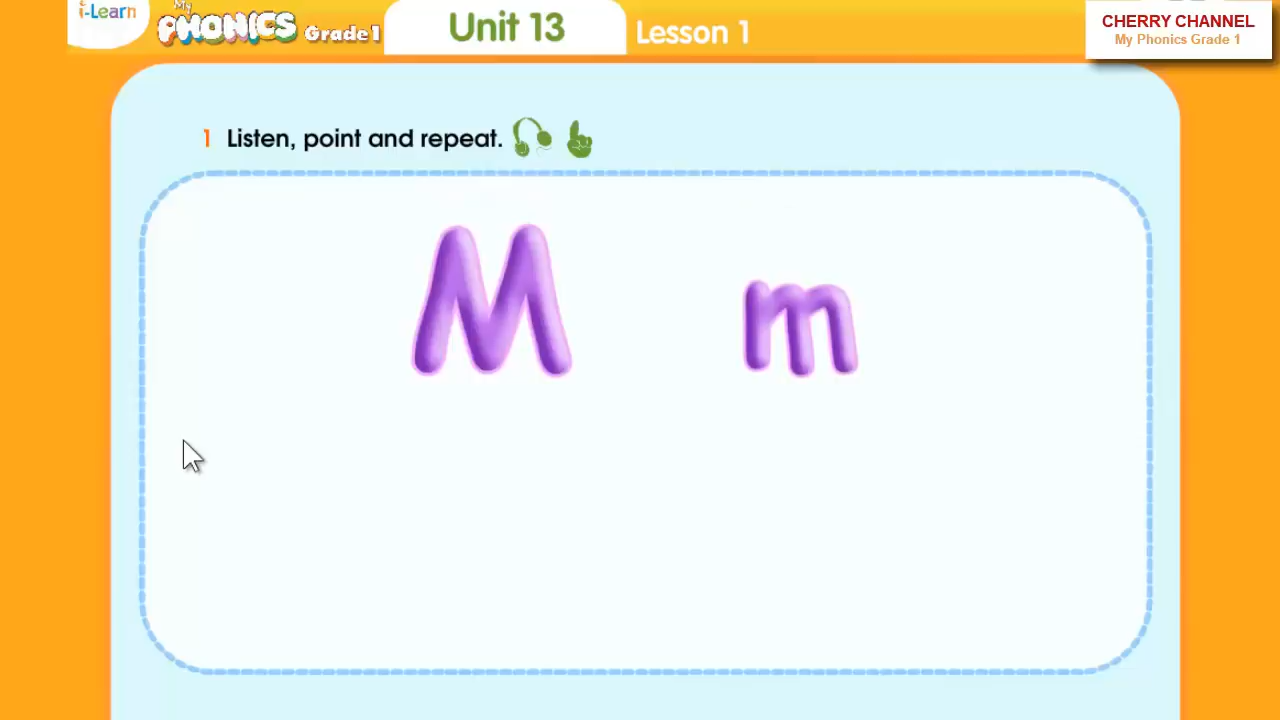 i-Learn
My
PHONICS Grade 1
Unit 13
Lesson 1
CHERRY CHANNEL
My Phonics Grade 1
1 Listen, point and repeat.
M m